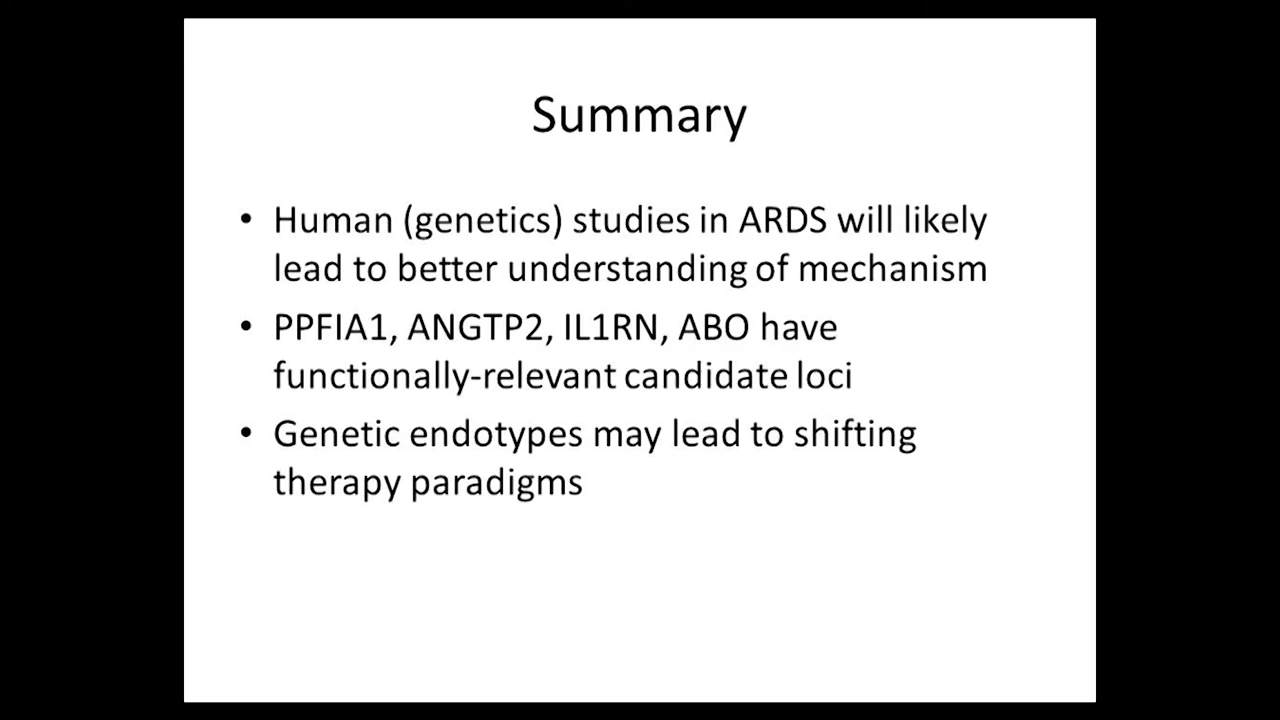 Summary
• Human (genetics) studies in ARDS will likely
lead to better understanding of mechanism
• PPFIA1, ANGTP2, IL1RN, ABO have
functionally-relevant candidate loci
• Genetic endotypes may lead to shifting
therapy paradigms